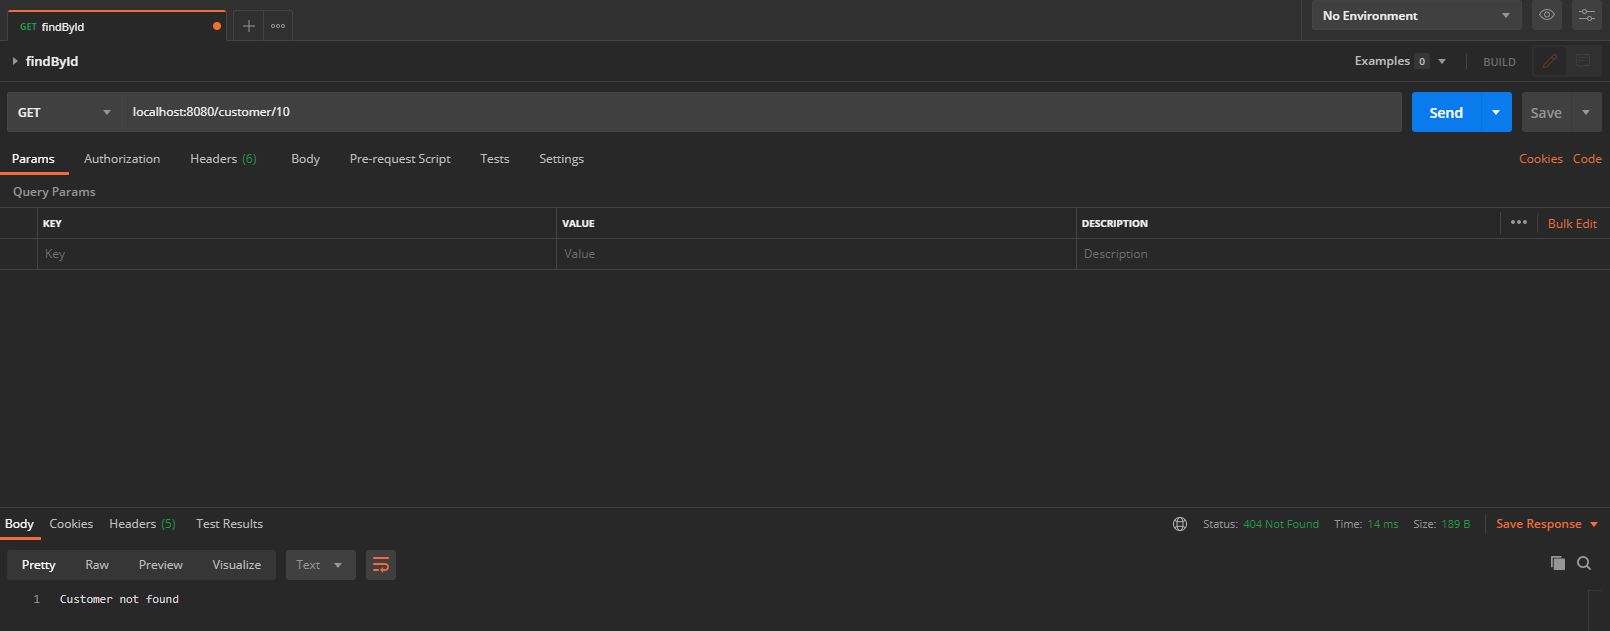 GET findById
No Environment
findById
Examples 0
BUILD
GET localhost:8080/customer/10
Send
Save
Params Authorization Headers (6) Body Pre-request Script Tests Settings
Cookies Code
Query Params
KEY VALUE DESCRIPTION
Bulk Edit
Key Value Description
Body Cookies Headers (5) Test Results
Status: 404 Not Found Time: 14 ms Size: 189 B
Save Response
Pretty Raw Preview Visualize Text
1 Customer not found